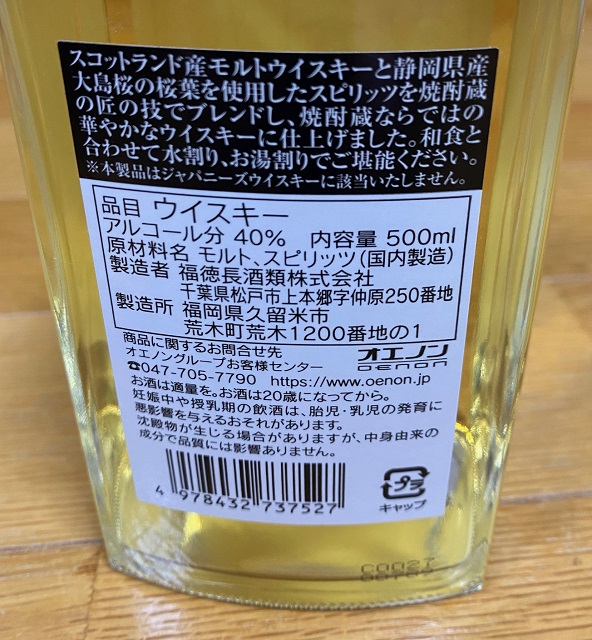 スコットランド産モルトウイスキーと静岡県産
大島桜の桜葉を使用したスピリッツを焼酎蔵
の匠の技でブレンドし、焼酎蔵ならではの
華やかなウイスキーに仕上げました。和食と
合わせて水割り、お湯割りでご堪能ください。
※本製品はジャパニーズウイスキーに該当いたしません。
品目 ウイスキー
アルコール分 40% 内容量 500ml
原材料名 モルト、スピリッツ(国内製造)
製造者 福徳長酒類株式会社
千葉県松戸市上本郷字仲原250番地
製造所 福岡県久留米市
荒木町荒木1200番地の1
商品に関するお問合せ先
オエノングループお客様センター
☎047-705-7790 https://www.oenon.jp
オエノン
OENON
お酒は適量を。お酒は20歳になってから。
妊娠中や授乳期の飲酒は、胎児・乳児の発育に
悪影響を与えるおそれがあります。
沈殿物が生じる場合がありますが、中身由来の
成分で品質には影響ありません。
4 978432 737527
プラ
キャップ